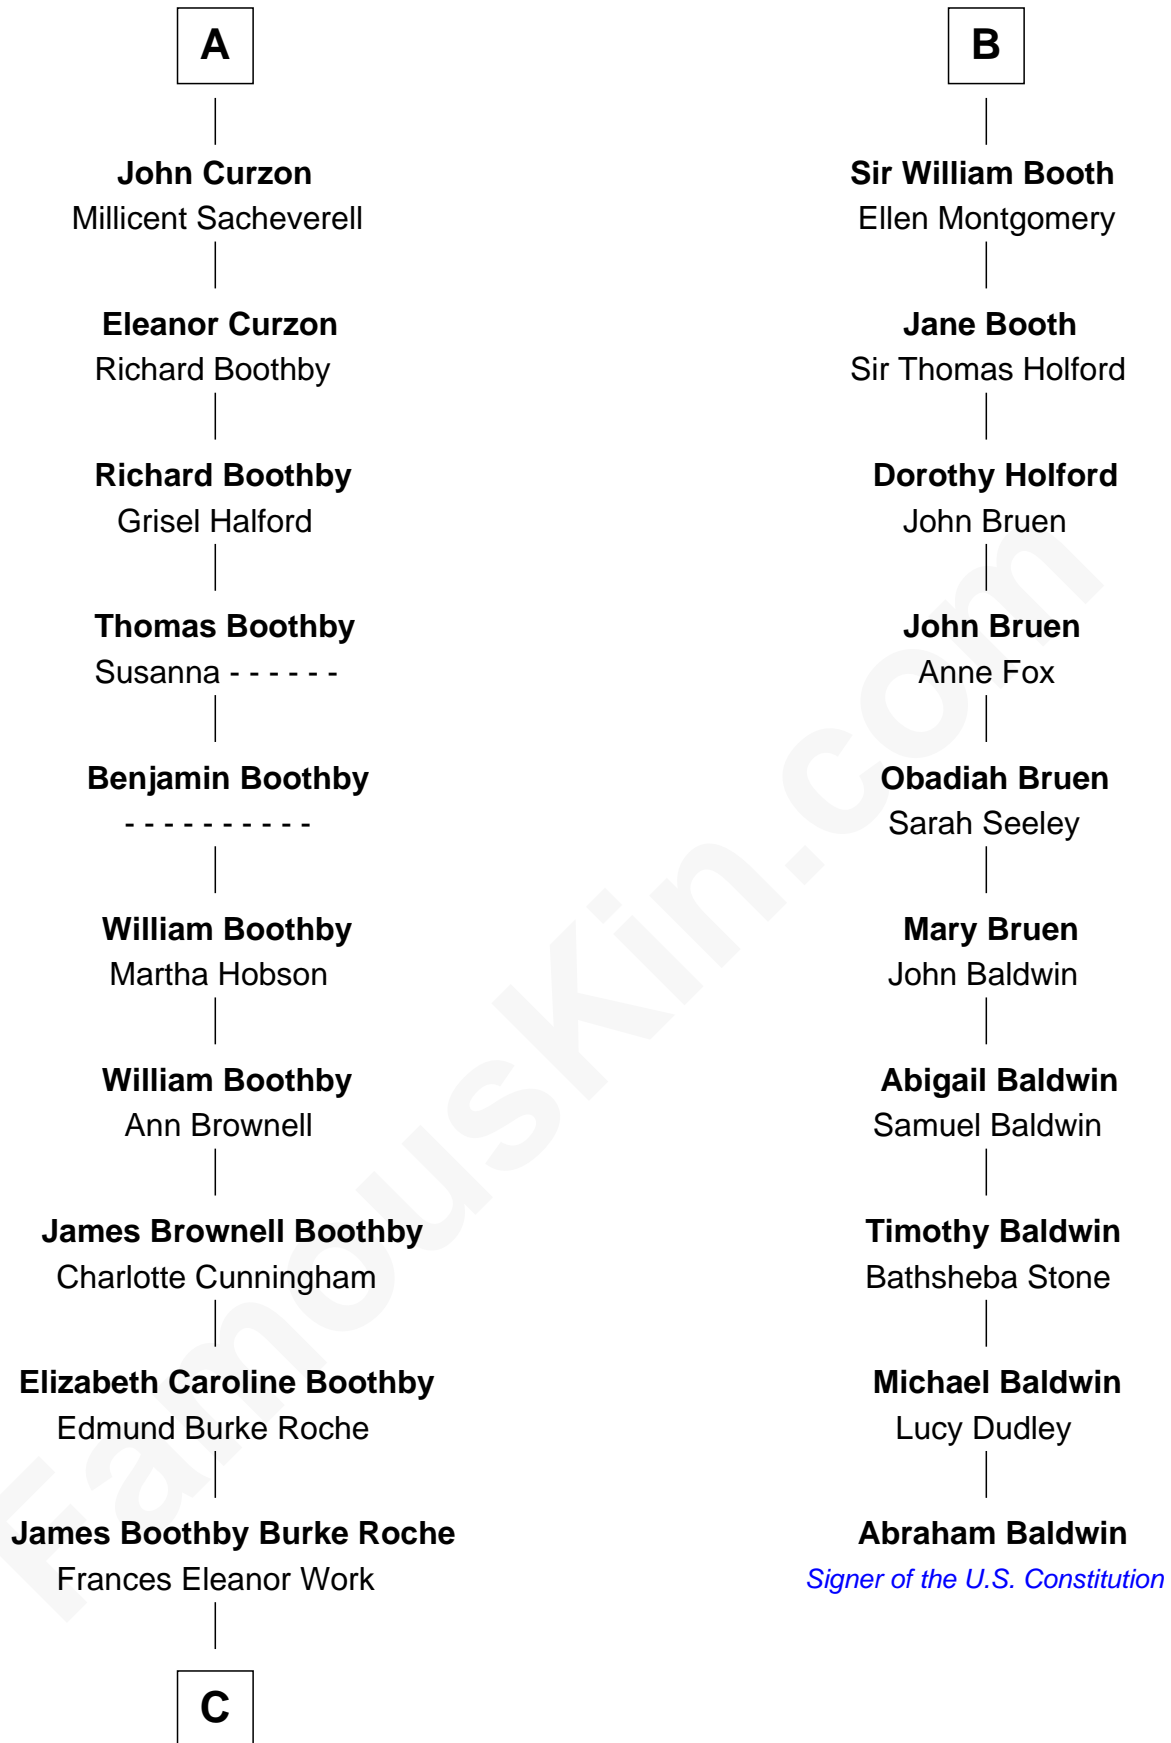 A
John Curzon
Millicent Sacheverell
Eleanor Curzon
Richard Boothby
Richard Boothby
Grisel Halford
Thomas Boothby
Susanna - - - - - -
Benjamin Boothby
- - - - - - - - - -
William Boothby
Martha Hobson
William Boothby
Ann Brownell
James Brownell Boothby
Charlotte Cunningham
Elizabeth Caroline Boothby
Edmund Burke Roche
James Boothby Burke Roche
Frances Eleanor Work
C
B
Sir William Booth
Ellen Montgomery
Jane Booth
Sir Thomas Holford
Dorothy Holford
John Bruen
John Bruen
Anne Fox
Obadiah Bruen
Sarah Seeley
Mary Bruen
John Baldwin
Abigail Baldwin
Samuel Baldwin
Timothy Baldwin
Bathsheba Stone
Michael Baldwin
Lucy Dudley
Abraham Baldwin
Signer of the U.S. Constitution
FamousKin.com